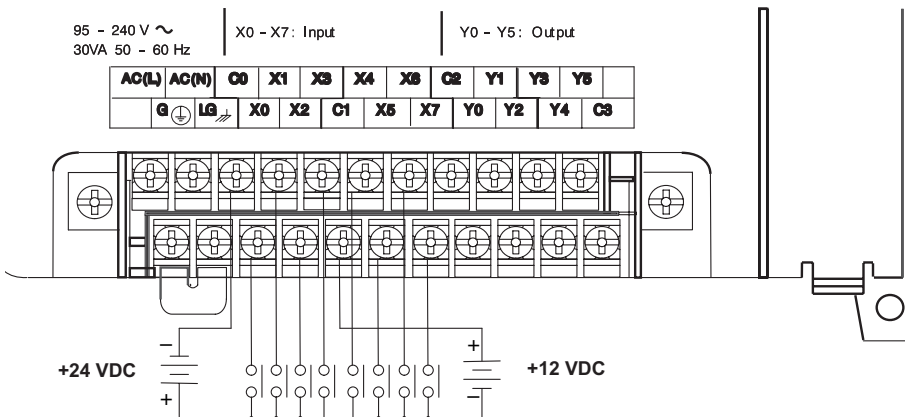 95 - 240 V ~
30VA 50 - 60 Hz
X0 - X7: Input
Y0 - Y5: Output
AC(L) AC(N) C0 X1 X3 X4 X6 C2 Y1 Y3 Y5
G LG X0 X2 C1 X5 X7 Y0 Y2 Y4 C3
+24 VDC
−
+
+
−
+12 VDC